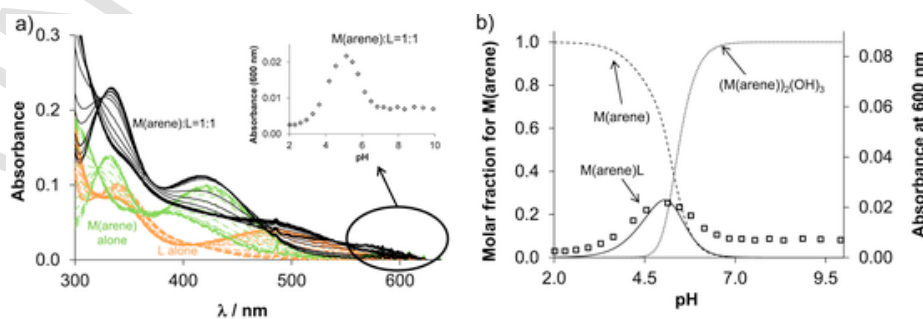 a)
0.3
0.2
0.1
0.0
Absorbance
300
400
500
600
λ / nm
M(arene):L=1:1
M(arene)
alone
L alone
M(arene):L=1:1
Absorbance (600 nm)
0.02
0.01
0.00
2
4
6
8
10
pH
b)
Molar fraction for M(arene)
1.0
0.8
0.6
0.4
0.2
0.0
2.0
4.5
7.0
9.5
pH
M(arene)
(M(arene))₂(OH)₃
M(arene)L
0.08
0.06
0.04
0.02
0.00
Absorbance at 600 nm